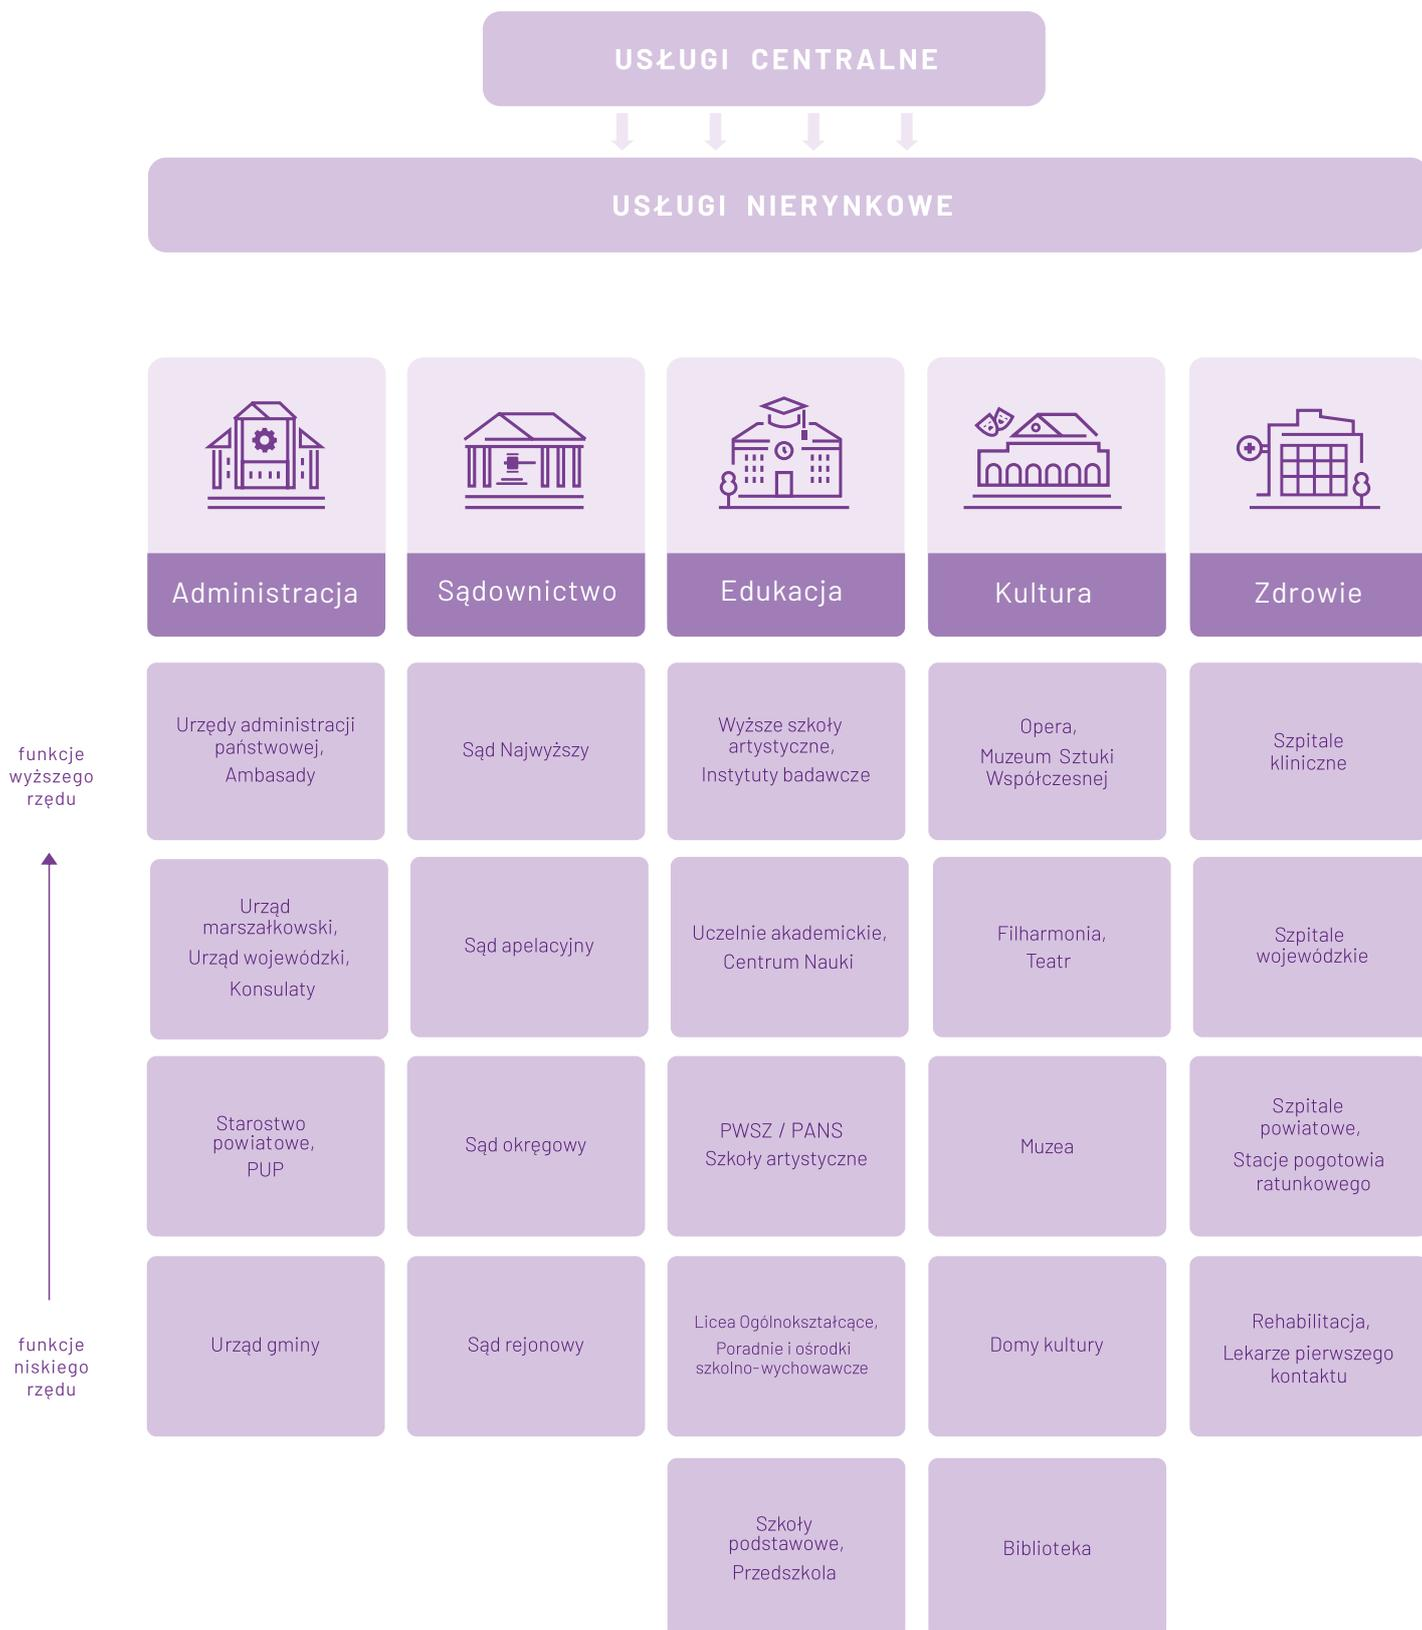 USŁUGI CENTRALNE
USŁUGI NIERYNKOWE
Administracja
Sądownictwo
Edukacja
Kultura
Zdrowie
funkcje
wyższego
rzędu
Urzędy administracji
państwowej,
Ambasady
Sąd Najwyższy
Wyższe szkoły
artystyczne,
Instytuty badawcze
Opera,
Muzeum Sztuki
Współczesnej
Szpitale
kliniczne
Urząd
marszałkowski,
Urząd wojewódzki,
Konsulaty
Sąd apelacyjny
Uczelnie akademickie,
Centrum Nauki
Filharmonia,
Teatr
Szpitale
wojewódzkie
Starostwo
powiatowe,
PUP
Sąd okręgowy
PWSZ / PANS
Szkoły artystyczne
Muzea
Szpitale
powiatowe,
Stacje pogotowia
ratunkowego
funkcje
niskiego
rzędu
Urząd gminy
Sąd rejonowy
Licea Ogólnokształcące,
Poradnie i ośrodki
szkolno-wychowawcze
Domy kultury
Rehabilitacja,
Lekarze pierwszego
kontaktu
Szkoły
podstawowe,
Przedszkola
Biblioteka